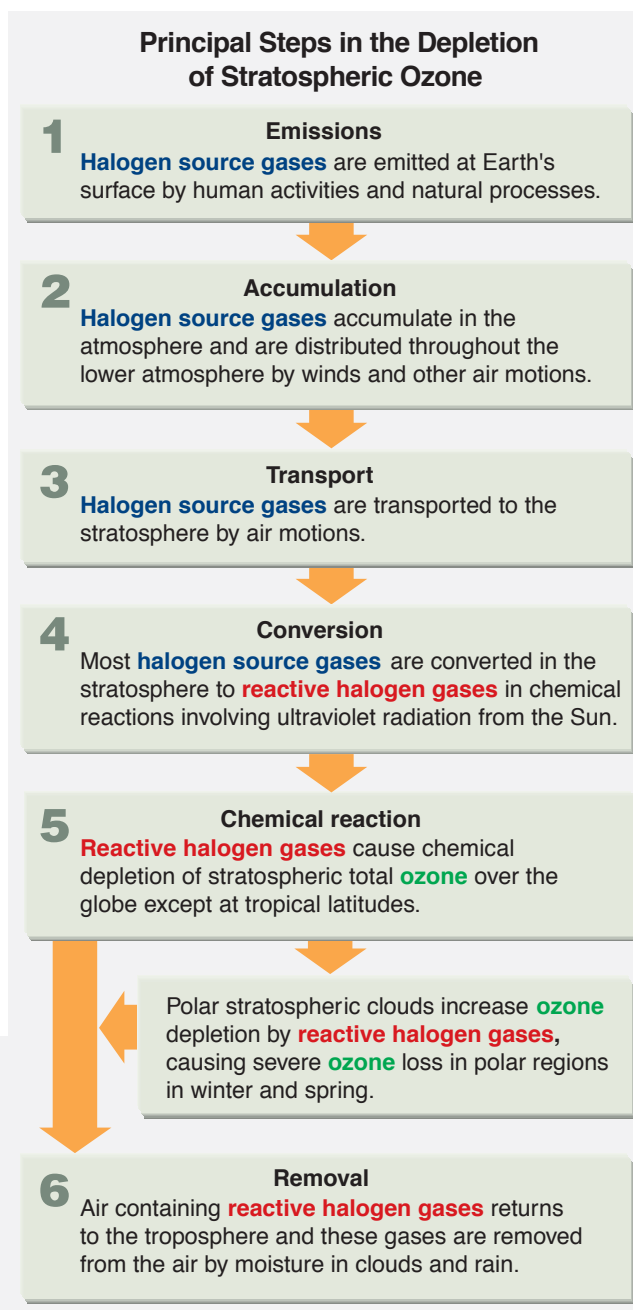 Principal Steps in the Depletion
of Stratospheric Ozone
1
Emissions
Halogen source gases are emitted at Earth's
surface by human activities and natural processes.
2
Accumulation
Halogen source gases accumulate in the
atmosphere and are distributed throughout the
lower atmosphere by winds and other air motions.
3
Transport
Halogen source gases are transported to the
stratosphere by air motions.
4
Conversion
Most halogen source gases are converted in the
stratosphere to reactive halogen gases in chemical
reactions involving ultraviolet radiation from the Sun.
5
Chemical reaction
Reactive halogen gases cause chemical
depletion of stratospheric total ozone over the
globe except at tropical latitudes.
Polar stratospheric clouds increase ozone
depletion by reactive halogen gases,
causing severe ozone loss in polar regions
in winter and spring.
6
Removal
Air containing reactive halogen gases returns
to the troposphere and these gases are removed
from the air by moisture in clouds and rain.